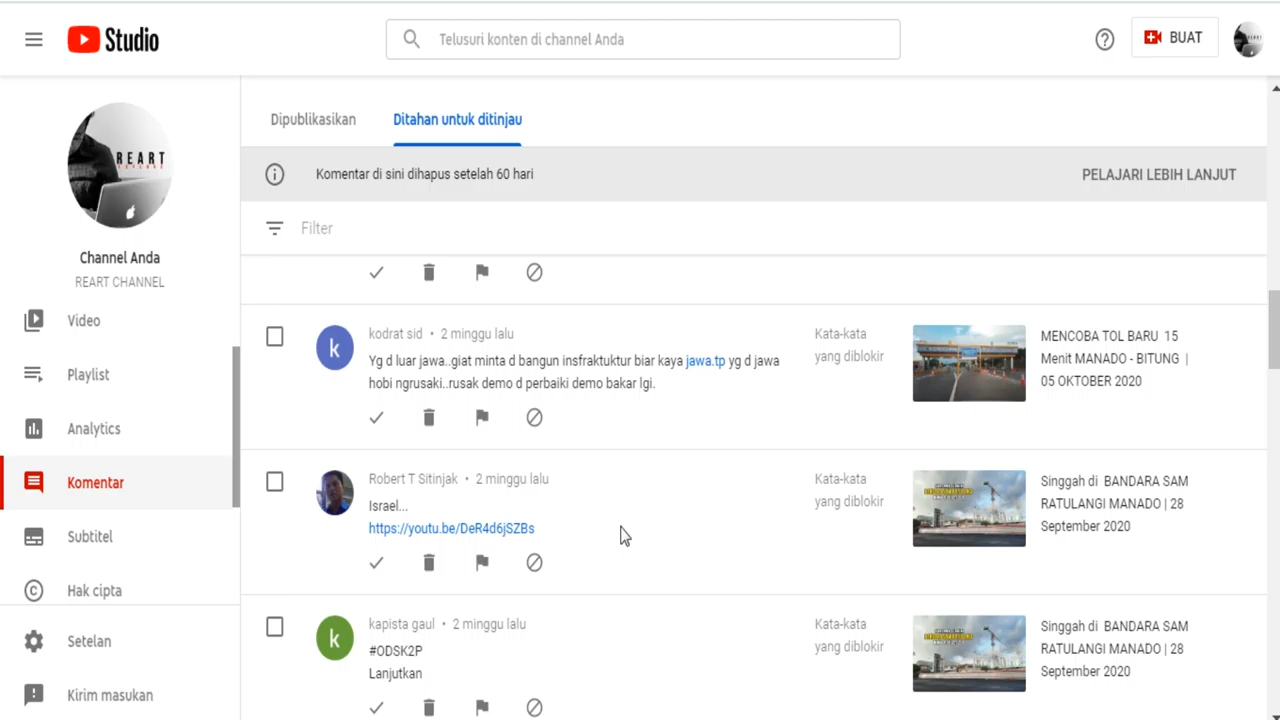 Studio
Telusuri konten di channel Anda
BUAT
REART
Channel Anda
REART CHANNEL
Video
Playlist
Analytics
Komentar
Subtitel
Hak cipta
Setelan
Kirim masukan
Dipublikasikan
Ditahan untuk ditinjau
Komentar di sini dihapus setelah 60 hari
PELAJARI LEBIH LANJUT
Filter
kodrat sid • 2 minggu lalu
Yg d luar jawa..giat minta d bangun insfraktuktur biar kaya jawa.tp yg d jawa
hobi ngrusaki..rusak demo d perbaiki demo bakar lgi.
Kata-kata
yang diblokir
MENCOBA TOL BARU 15
Menit MANADO - BITUNG |
05 OKTOBER 2020
Robert T Sitinjak • 2 minggu lalu
Israel...
https://youtu.be/DeR4d6jSZBs
Kata-kata
yang diblokir
Singgah di BANDARA SAM
RATULANGI MANADO | 28
September 2020
kapista gaul • 2 minggu lalu
#ODSK2P
Lanjutkan
Kata-kata
yang diblokir
Singgah di BANDARA SAM
RATULANGI MANADO | 28
September 2020